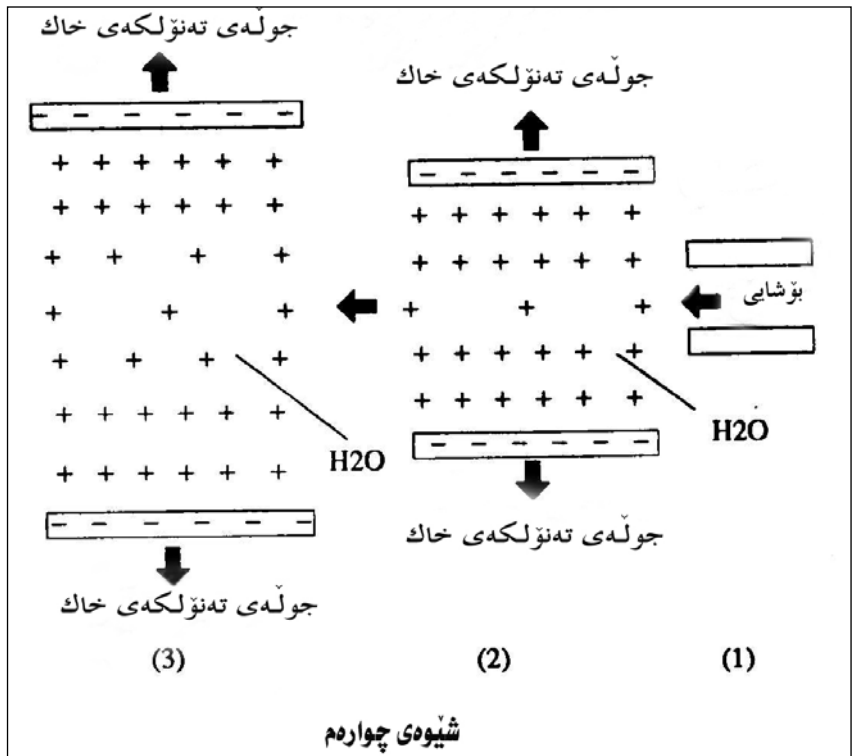 جوڵەی تەنۆلکەی خاك
جوڵەی تەنۆلکەی خاك
بۆشایی
H2O
H2O
جوڵەی تەنۆلکەی خاك
جوڵەی تەنۆلکەی خاك
(1)
(2)
(3)
شێوەی چوارەم